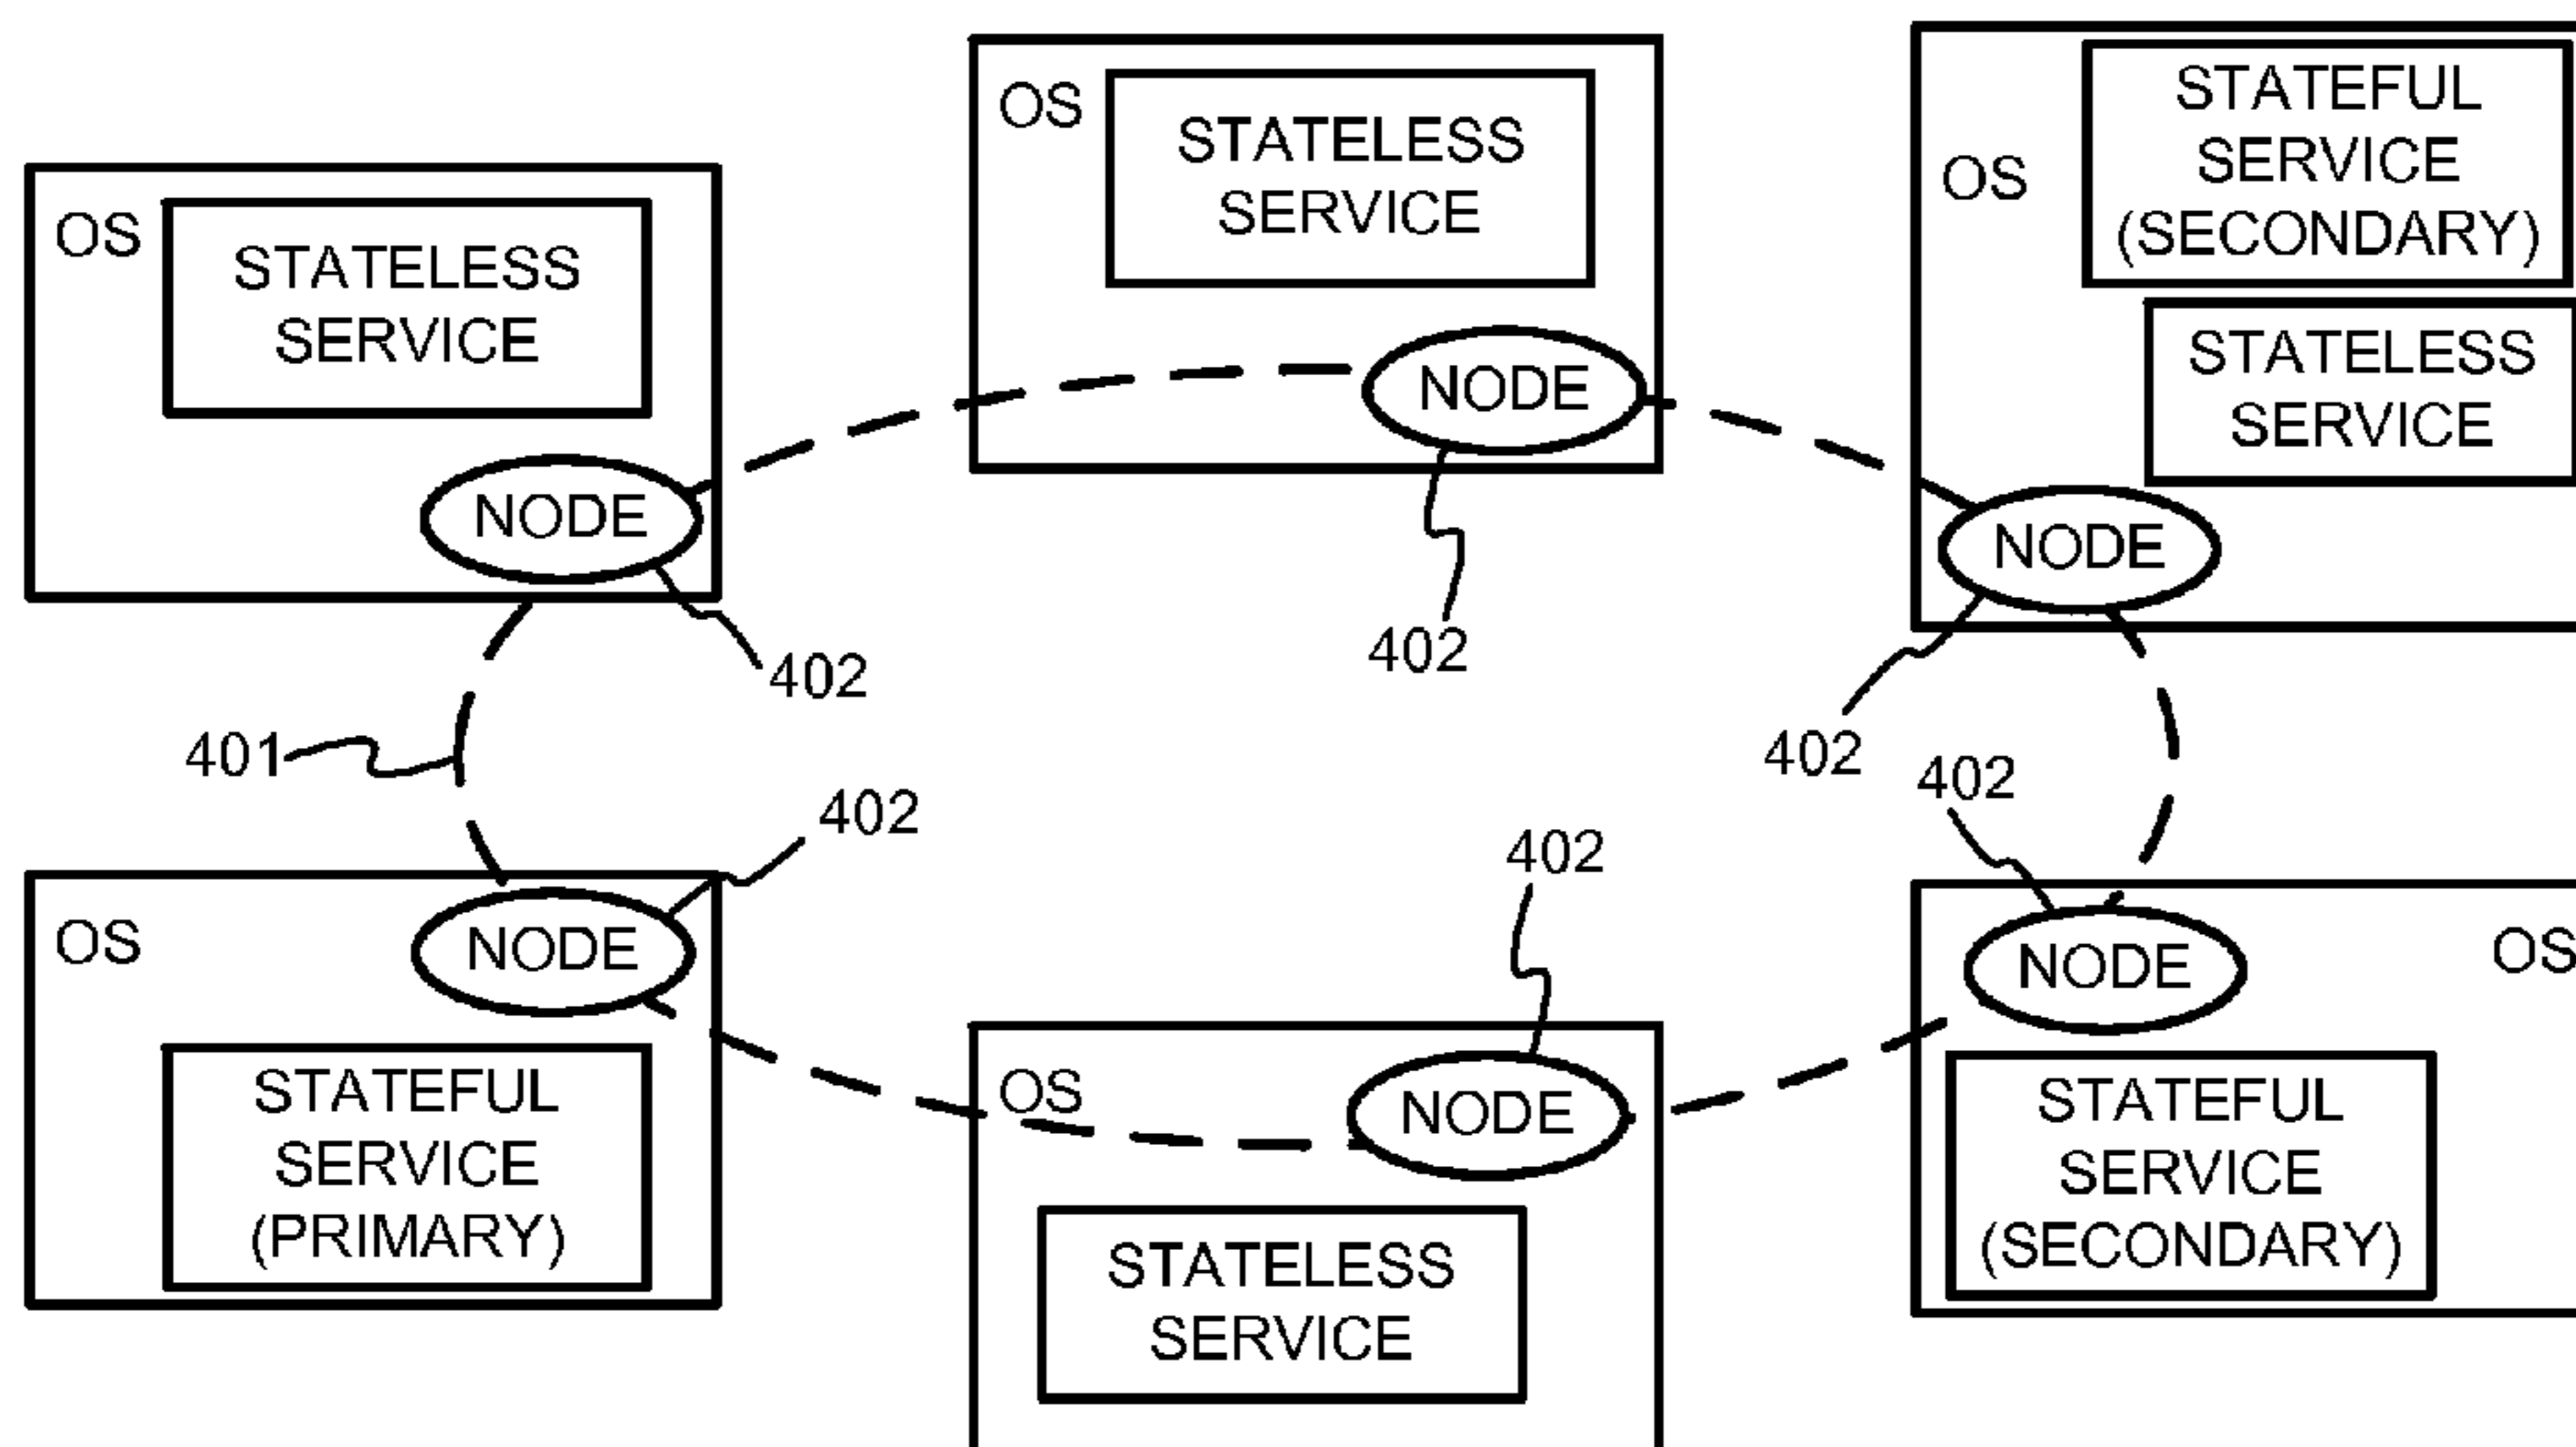 OS
STATELESS
SERVICE
NODE
402
OS
STATELESS
SERVICE
NODE
402
OS
STATEFUL
SERVICE
(SECONDARY)
STATELESS
SERVICE
NODE
402
401
402
OS
NODE
STATEFUL
SERVICE
(PRIMARY)
402
OS
NODE
STATELESS
SERVICE
402
NODE
OS
STATEFUL
SERVICE
(SECONDARY)